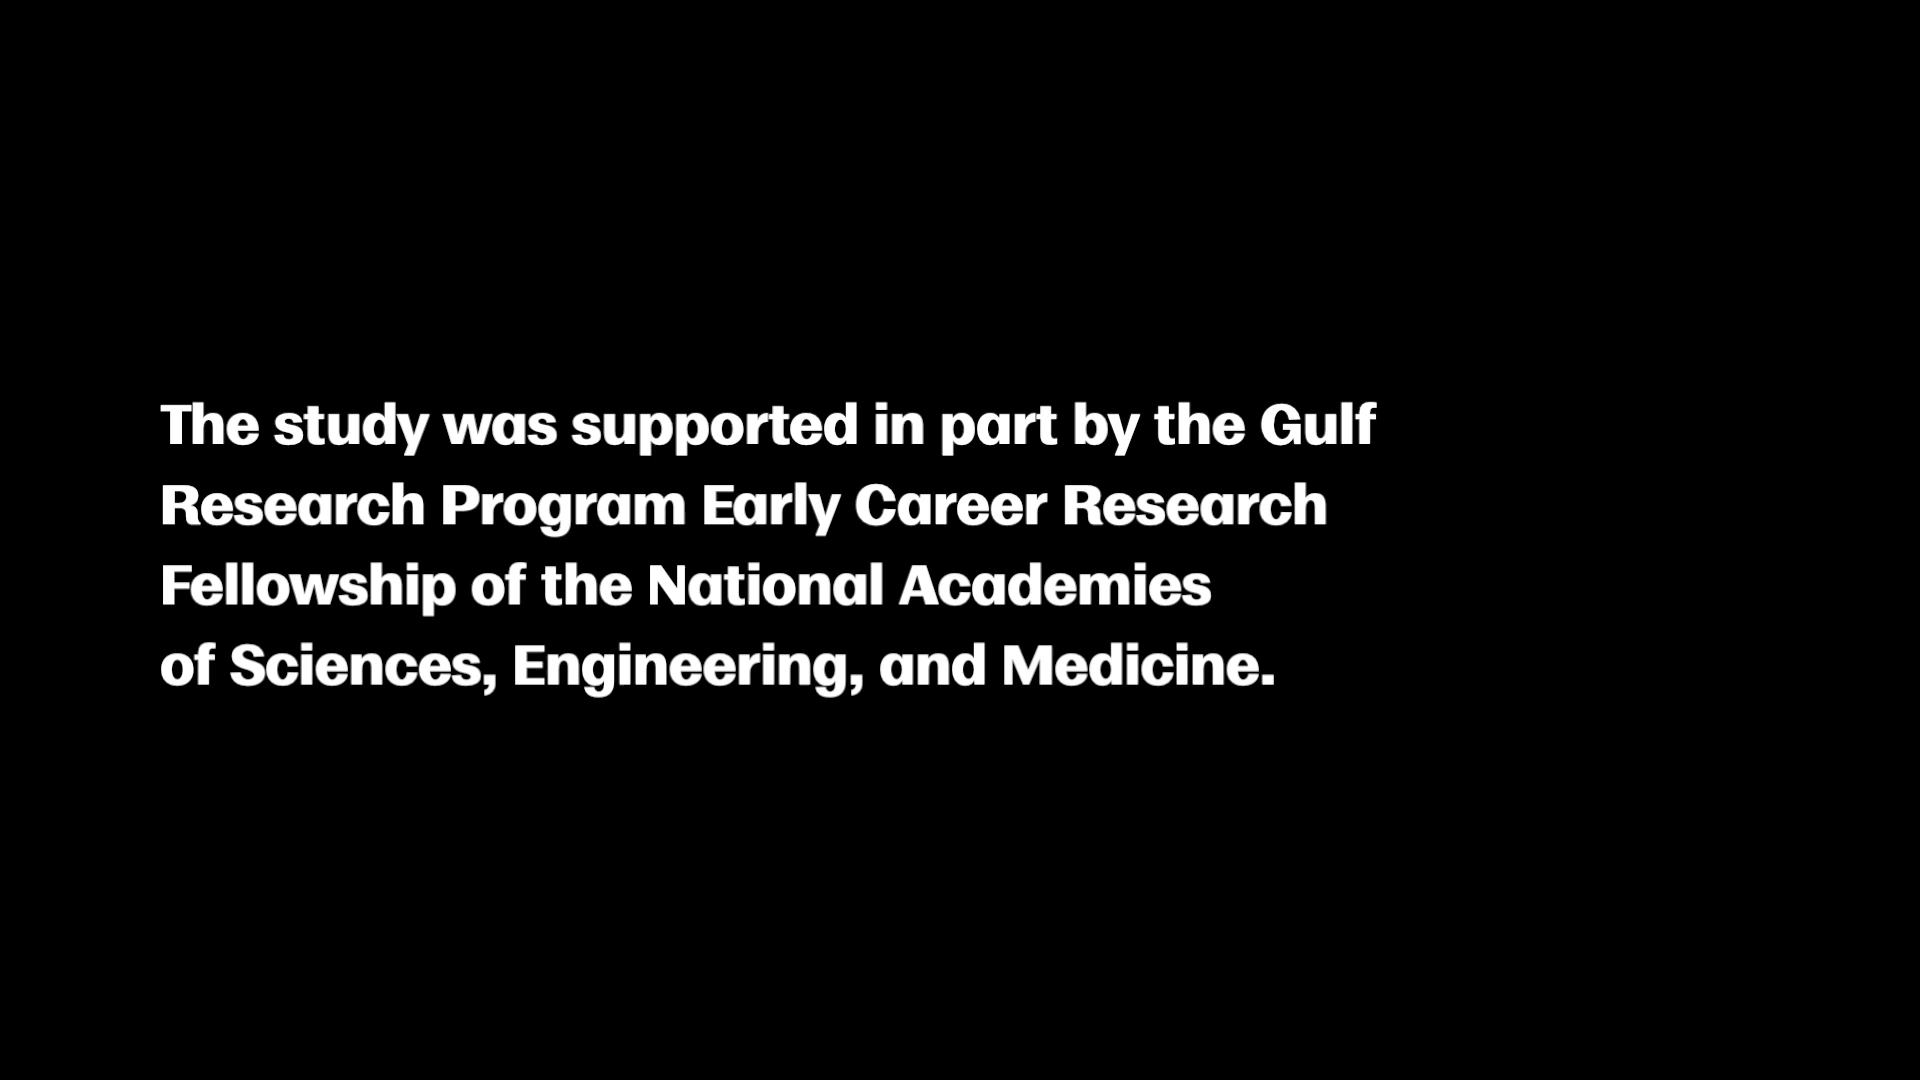 The study was supported in part by the Gulf
Research Program Early Career Research
Fellowship of the National Academies
of Sciences, Engineering, and Medicine.